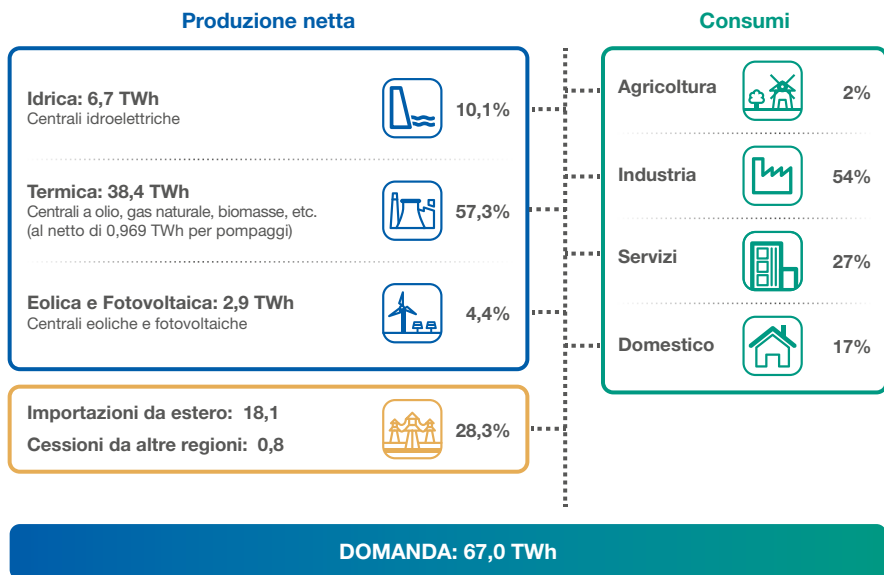 Produzione netta
Idrica: 6,7 TWh
Centrali idroelettriche
10,1%
Termica: 38,4 TWh
Centrali a olio, gas naturale, biomasse, etc.
(al netto di 0,969 TWh per pompaggi)
57,3%
Eolica e Fotovoltaica: 2,9 TWh
Centrali eoliche e fotovoltaiche
4,4%
Importazioni da estero: 18,1
Cessioni da altre regioni: 0,8
28,3%
Consumi
Agricoltura
2%
Industria
54%
Servizi
27%
Domestico
17%
DOMANDA: 67,0 TWh